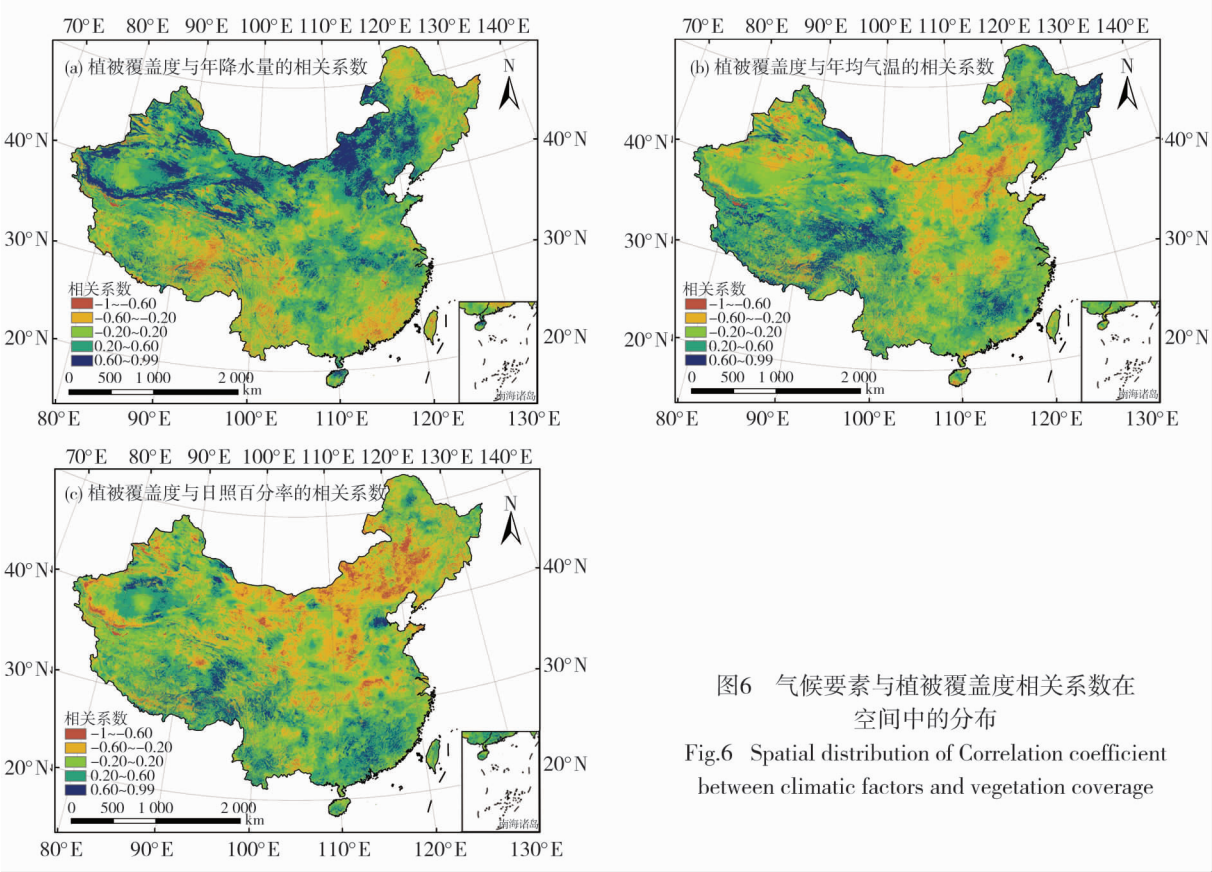 70° E 80° E 90° E 100° E 110° E 120° E 130° E 140° E
(a) 植被覆盖度与年降水量的相关系数
N
40° N 40° N
30° N 30° N
20° N 20° N
相关系数
-1~-0.60
-0.60~-0.20
-0.20~0.20
0.20~0.60
0.60~0.99
0 500 1 000 2 000
km
南海诸岛
80° E 90° E 100° E 110° E 120° E 130° E
70° E 80° E 90° E 100° E 110° E 120° E 130° E 140° E
(b) 植被覆盖度与年均气温的相关系数
N
40° N 40° N
30° N 30° N
20° N 20° N
相关系数
-1~-0.60
-0.60~-0.20
-0.20~0.20
0.20~0.60
0.60~0.99
0 500 1 000 2 000
km
南海诸岛
80° E 90° E 100° E 110° E 120° E 130° E
70° E 80° E 90° E 100° E 110° E 120° E 130° E 140° E
(c) 植被覆盖度与日照百分率的相关系数
N
40° N 40° N
30° N 30° N
20° N 20° N
相关系数
-1~-0.60
-0.60~-0.20
-0.20~0.20
0.20~0.60
0.60~0.99
0 500 1 000 2 000
km
南海诸岛
80° E 90° E 100° E 110° E 120° E 130° E
图6 气候要素与植被覆盖度相关系数在
空间中的分布
Fig.6 Spatial distribution of Correlation coefficient
between climatic factors and vegetation coverage